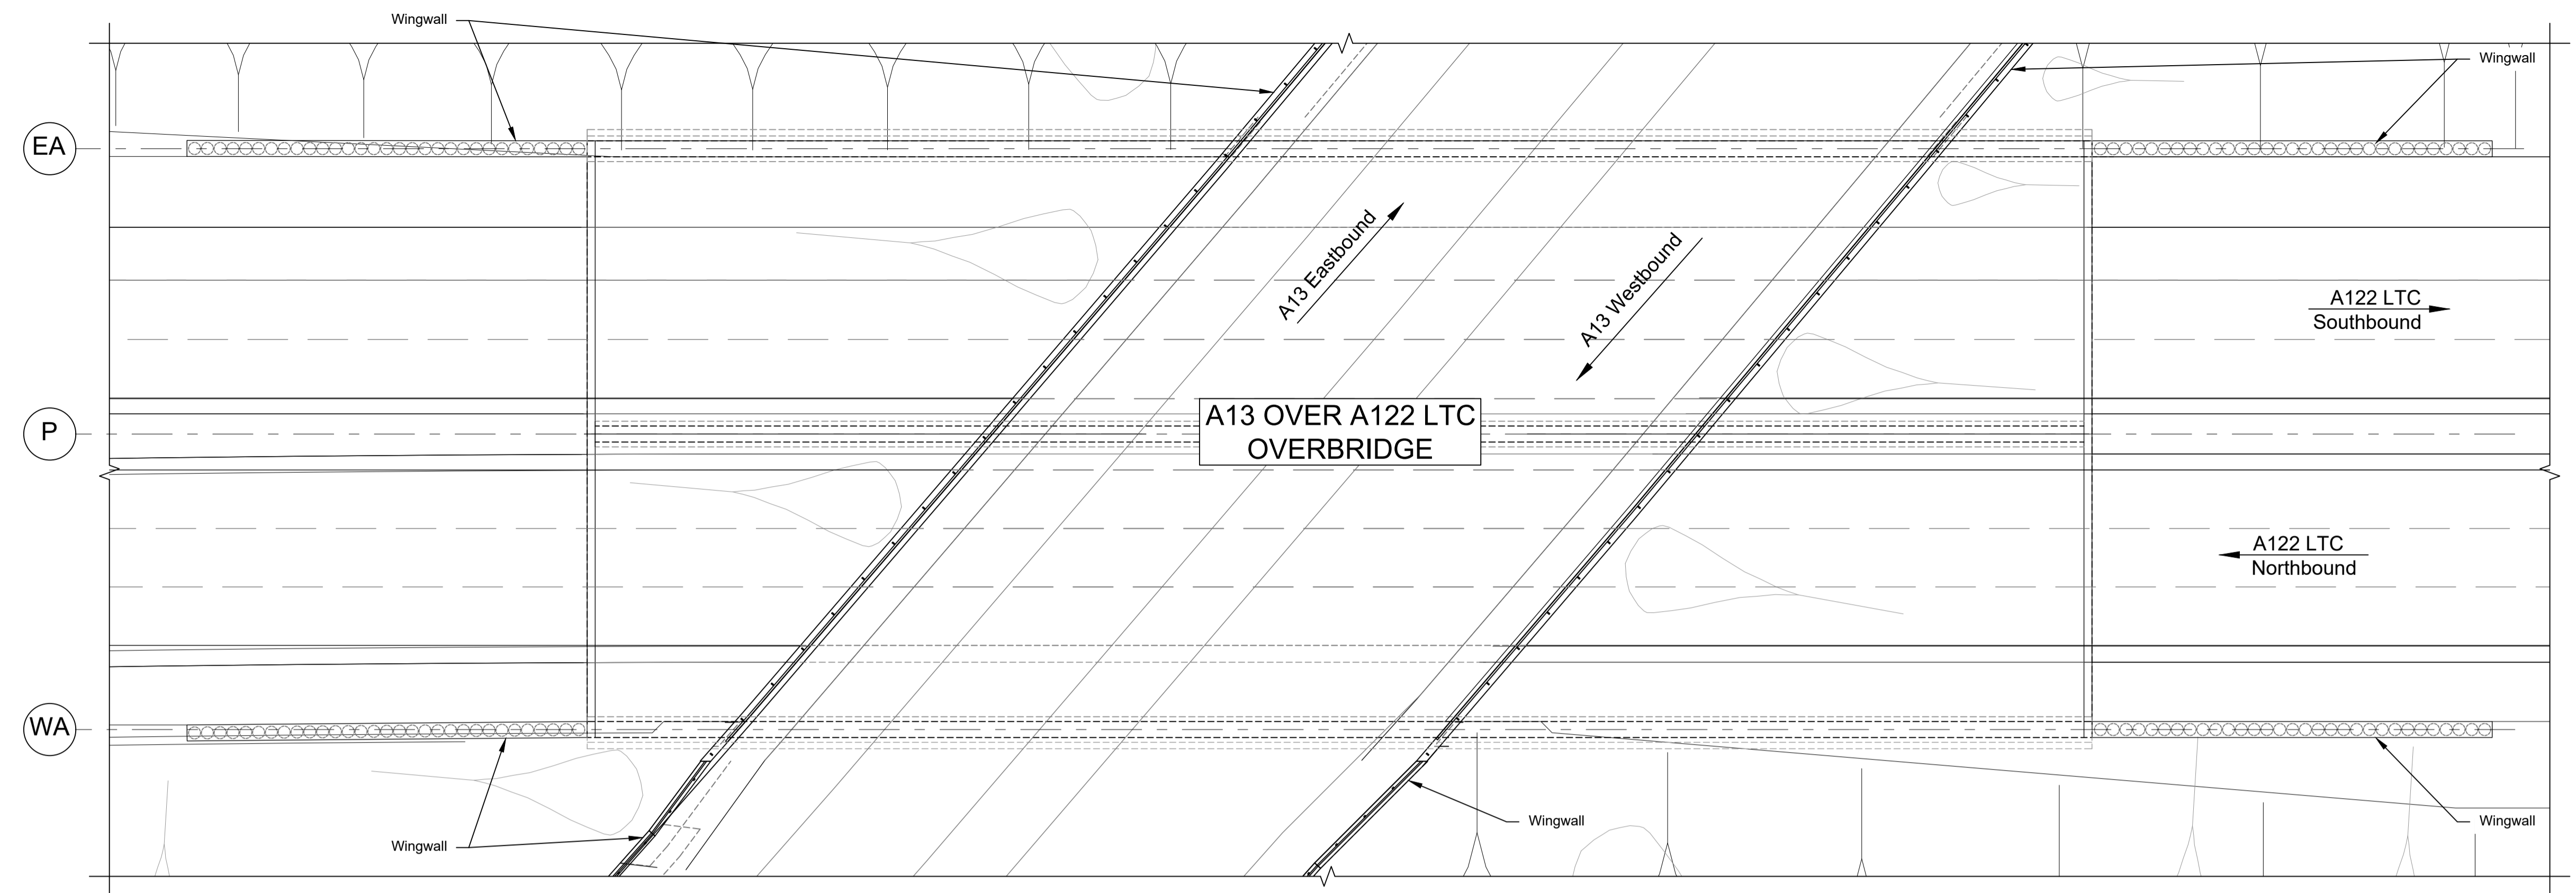 Wingwall
Wingwall
EA
A13 Eastbound
A13 Westbound
A122 LTC
Southbound
P
A13 OVER A122 LTC
OVERBRIDGE
A122 LTC
Northbound
WA
Wingwall
Wingwall
Wingwall